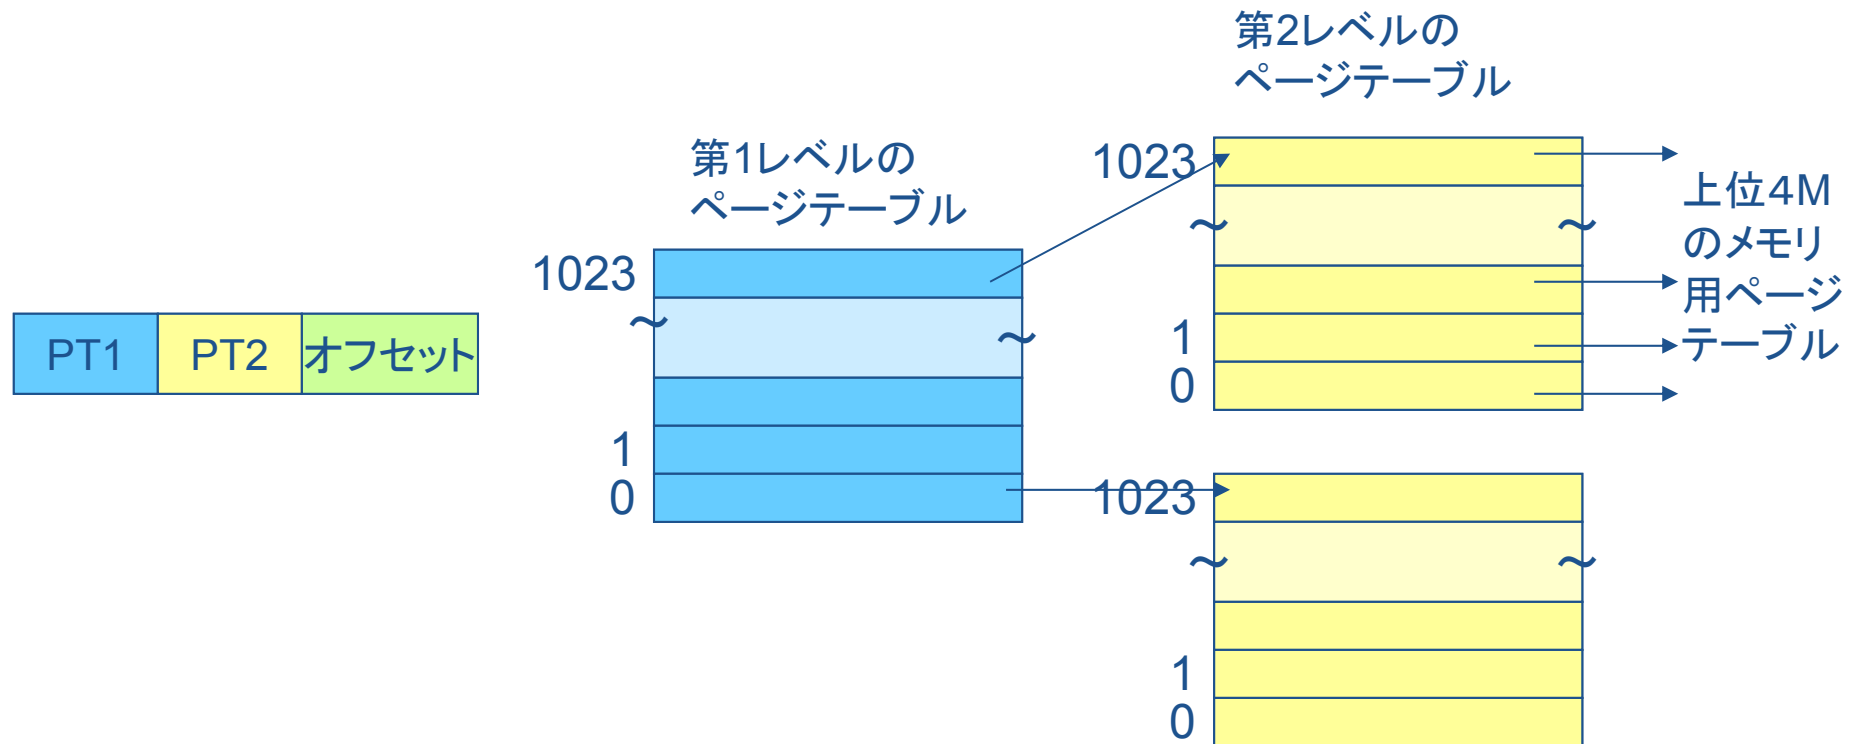 第2レベルの
ページテーブル
第1レベルの
ページテーブル
1023
1
0
PT1 PT2 オフセット
1023
1
0
上位４M
のメモリ
用ページ
テーブル
1023
1
0